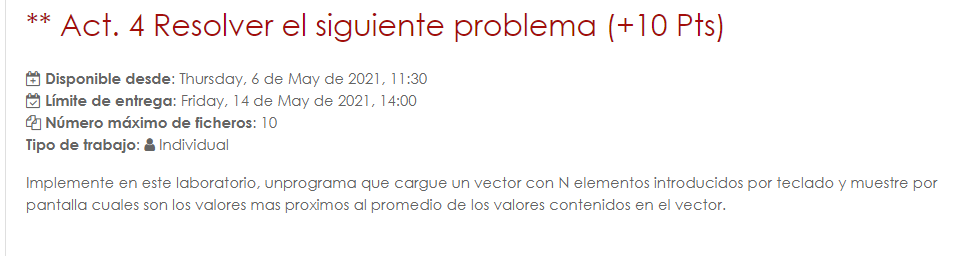 ** Act. 4 Resolver el siguiente problema (+10 Pts)
Disponible desde: Thursday, 6 de May de 2021, 11:30
Límite de entrega: Friday, 14 de May de 2021, 14:00
Número máximo de ficheros: 10
Tipo de trabajo: Individual
Implemente en este laboratorio, unprograma que cargue un vector con N elementos introducidos por teclado y muestre por
pantalla cuales son los valores mas proximos al promedio de los valores contenidos en el vector.